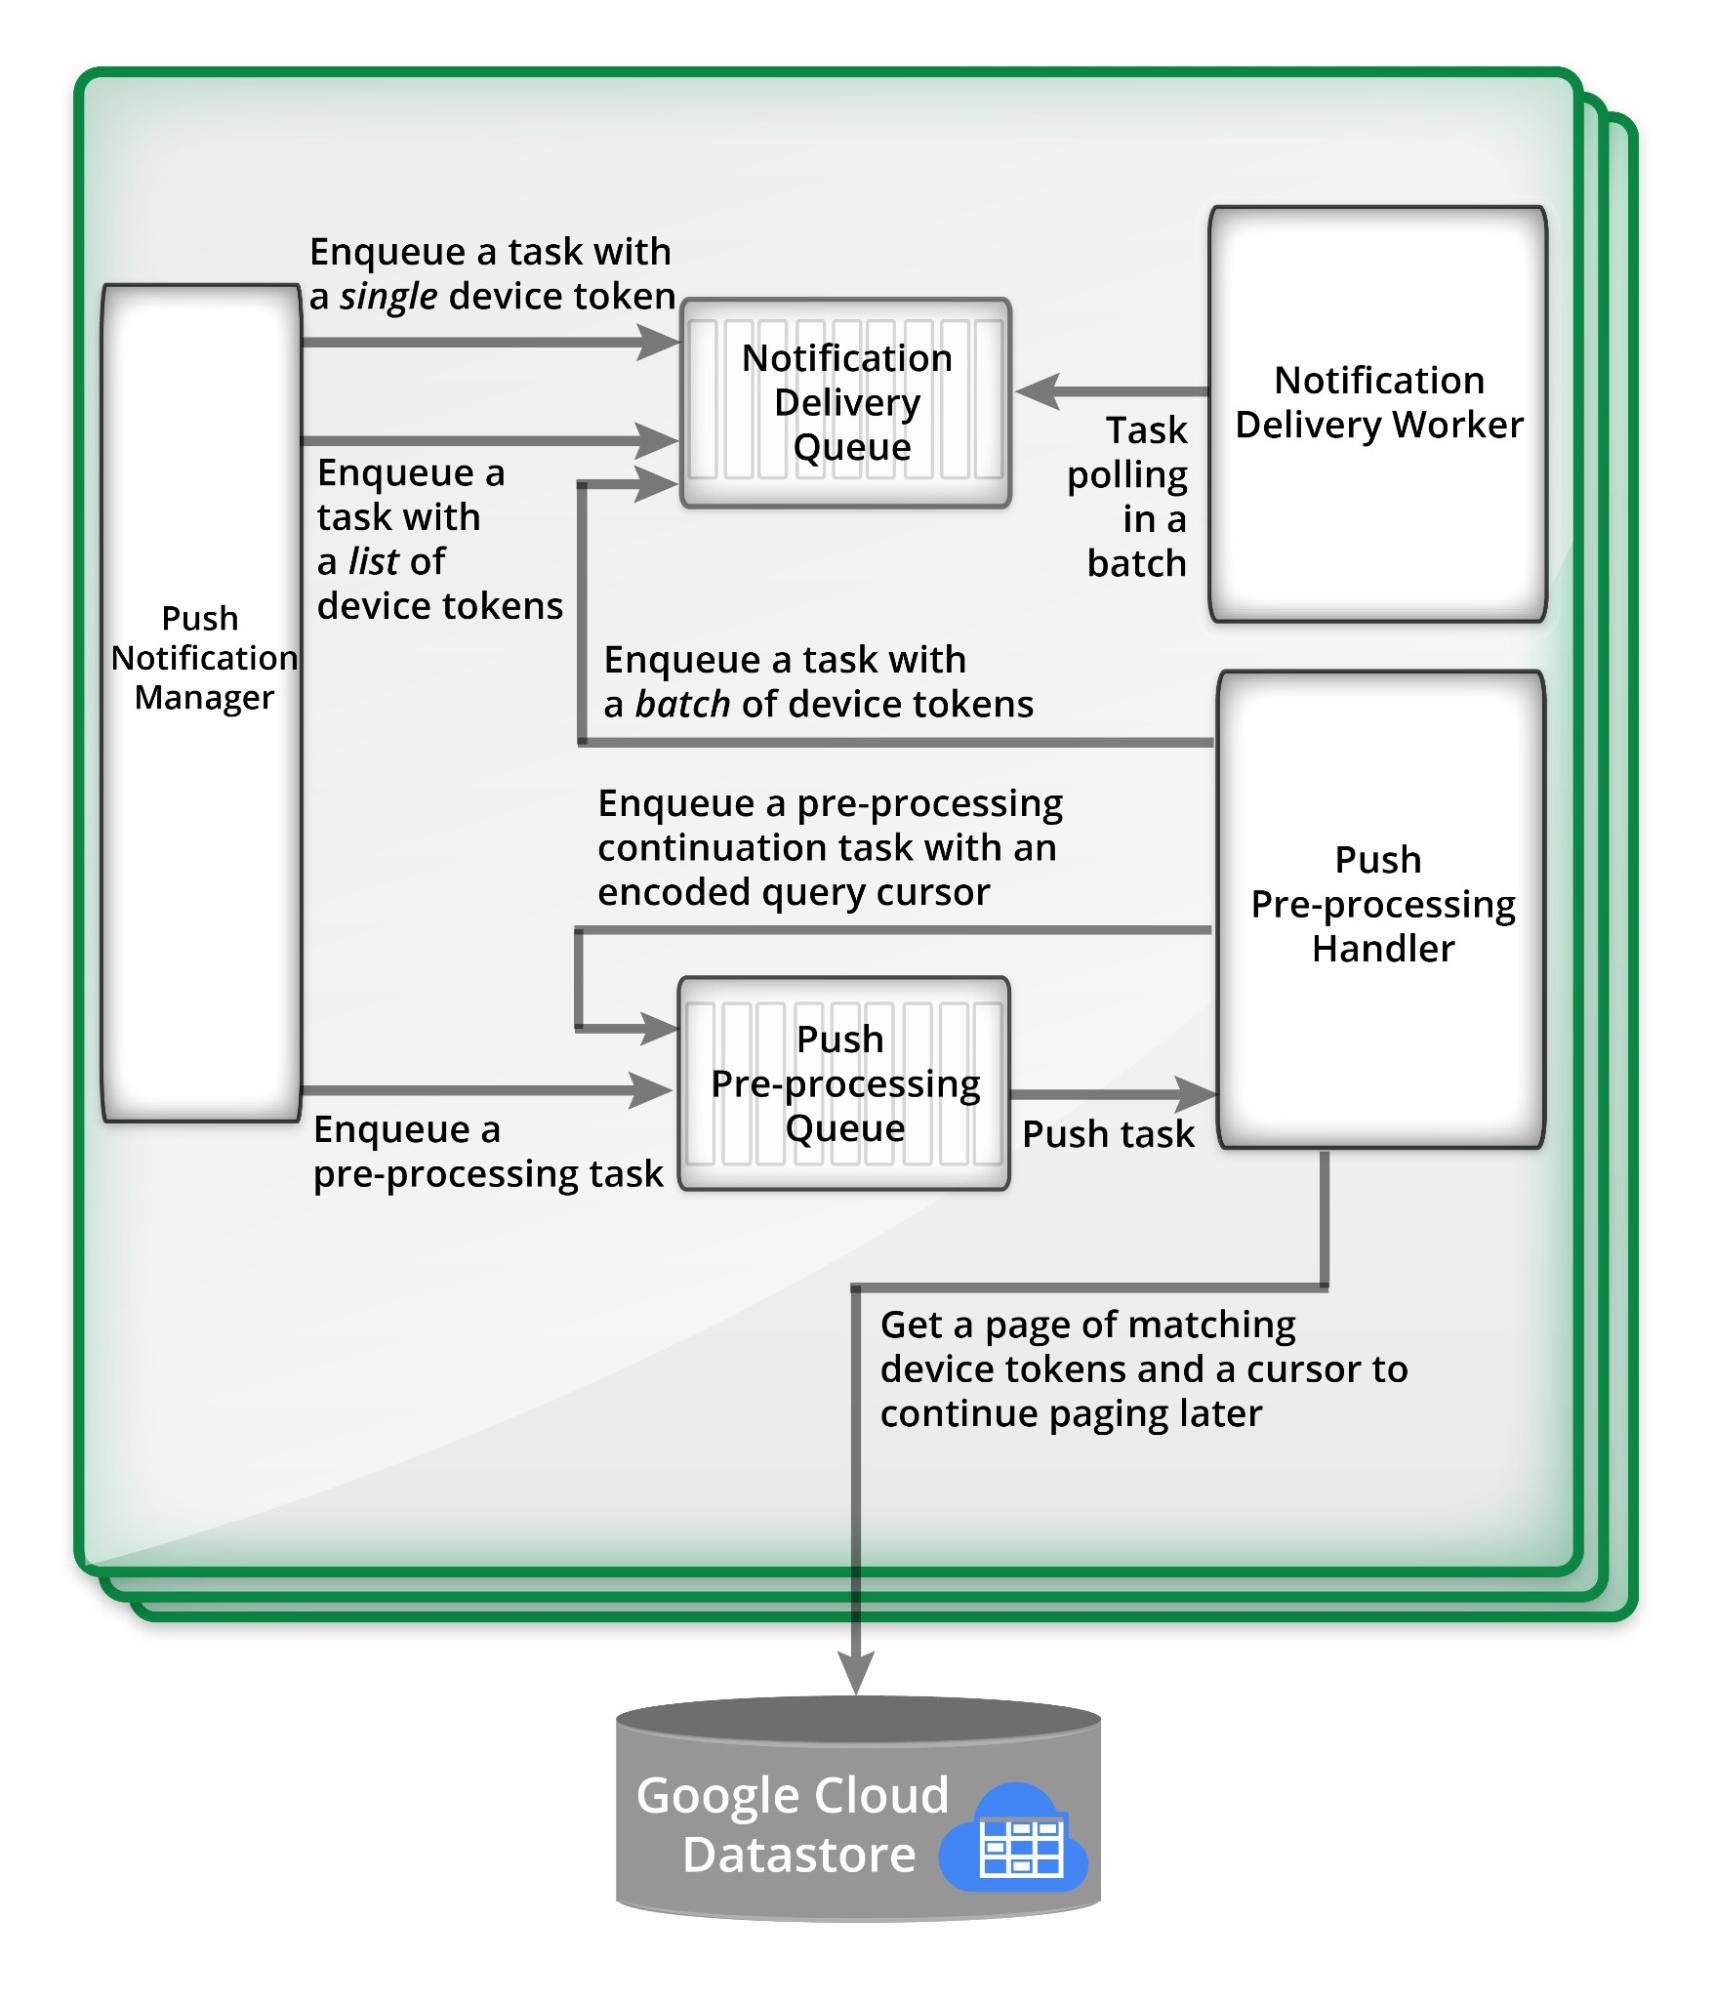 Enqueue a task with
a single device token
Notification
Delivery
Queue
Notification
Delivery Worker
Task
polling
in a
batch
Enqueue a
task with
a list of
device tokens
Push
Notification
Manager
Enqueue a task with
a batch of device tokens
Enqueue a pre-processing
continuation task with an
encoded query cursor
Push
Pre-processing
Handler
Push
Pre-processing
Queue
Push task
Enqueue a
pre-processing task
Get a page of matching
device tokens and a cursor to
continue paging later
Google Cloud
Datastore